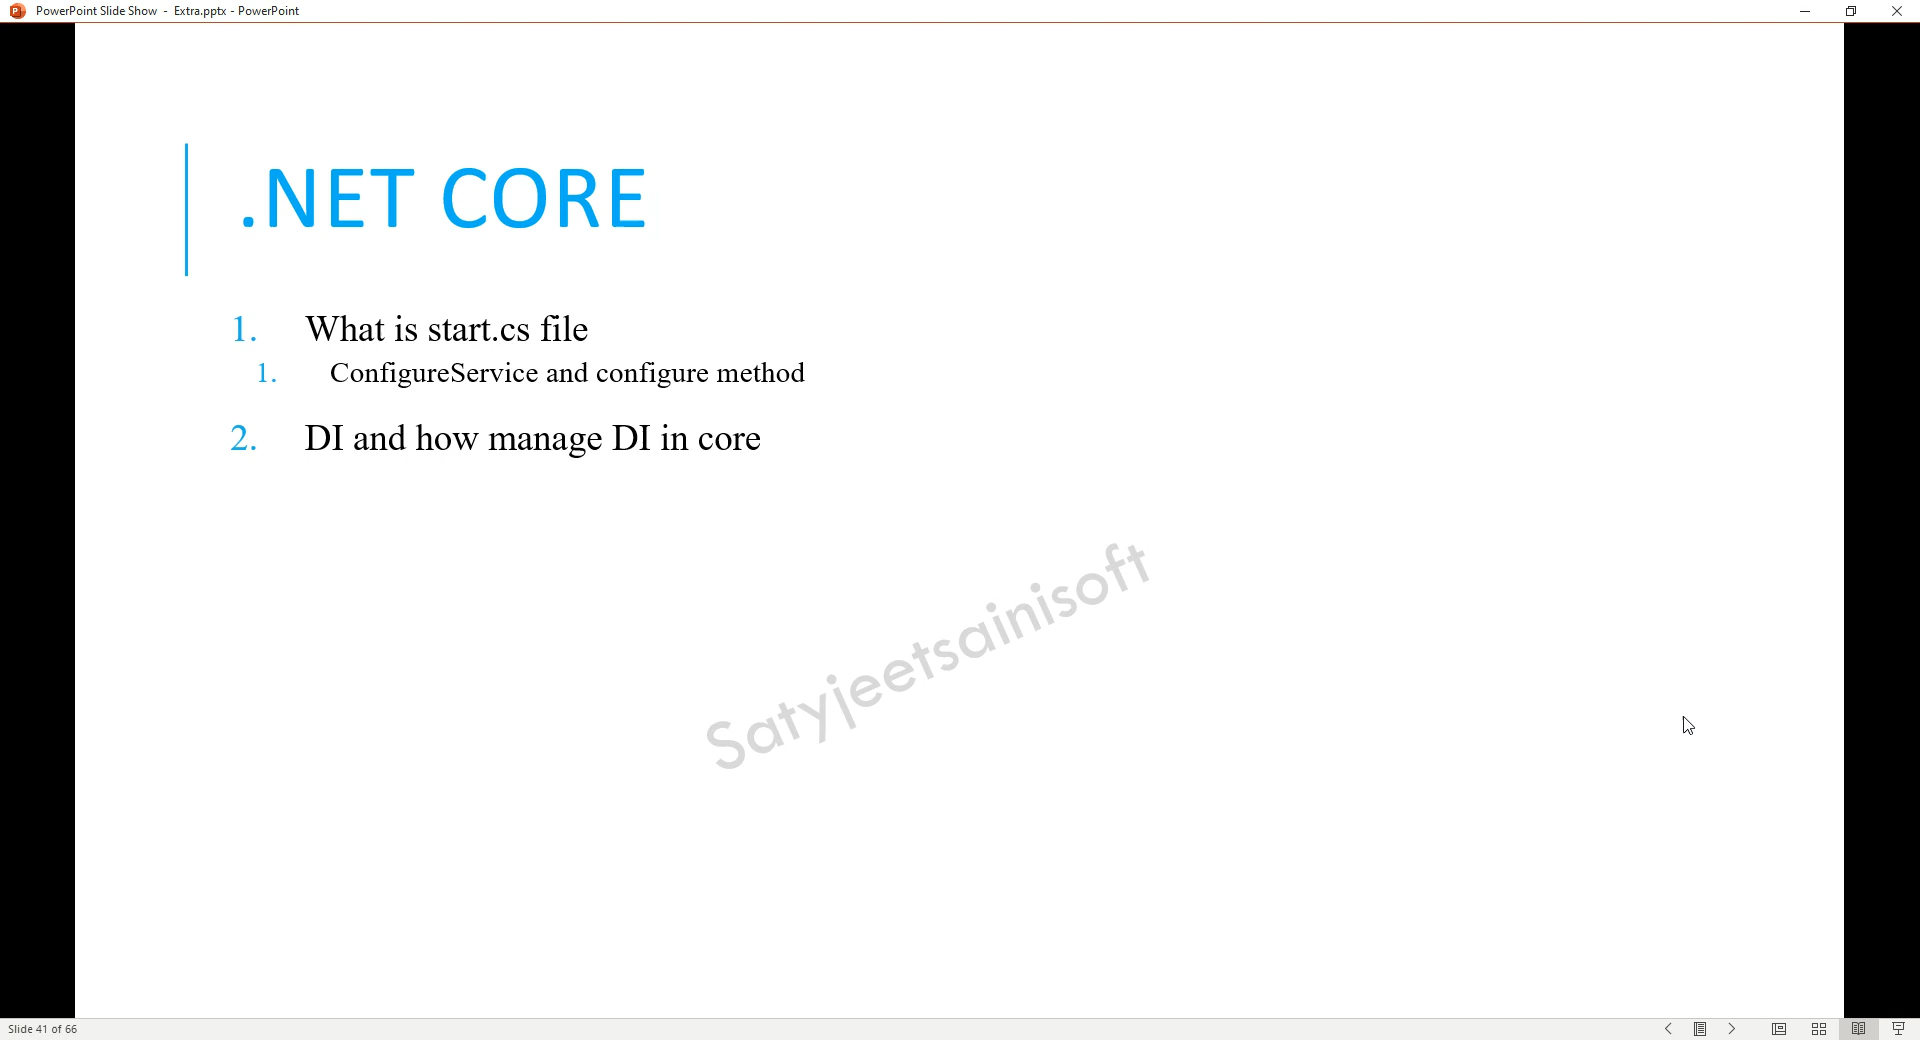 PowerPoint Slide Show - Extra.pptx - PowerPoint
.NET CORE
1. What is start.cs file
1. ConfigureService and configure method
2. DI and how manage DI in core
Satyjeetsainisoft
Slide 41 of 66